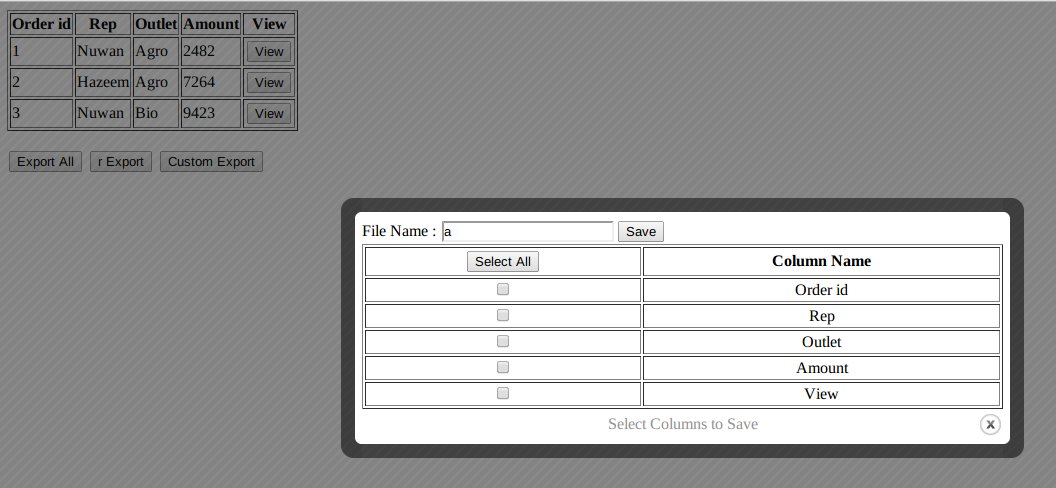 Order id Rep Outlet Amount View
1 Nuwan Agro 2482 View
2 Hazeem Agro 7264 View
3 Nuwan Bio 9423 View
Export All r Export Custom Export
File Name : a Save
Select All Column Name
Order id
Rep
Outlet
Amount
View
Select Columns to Save x